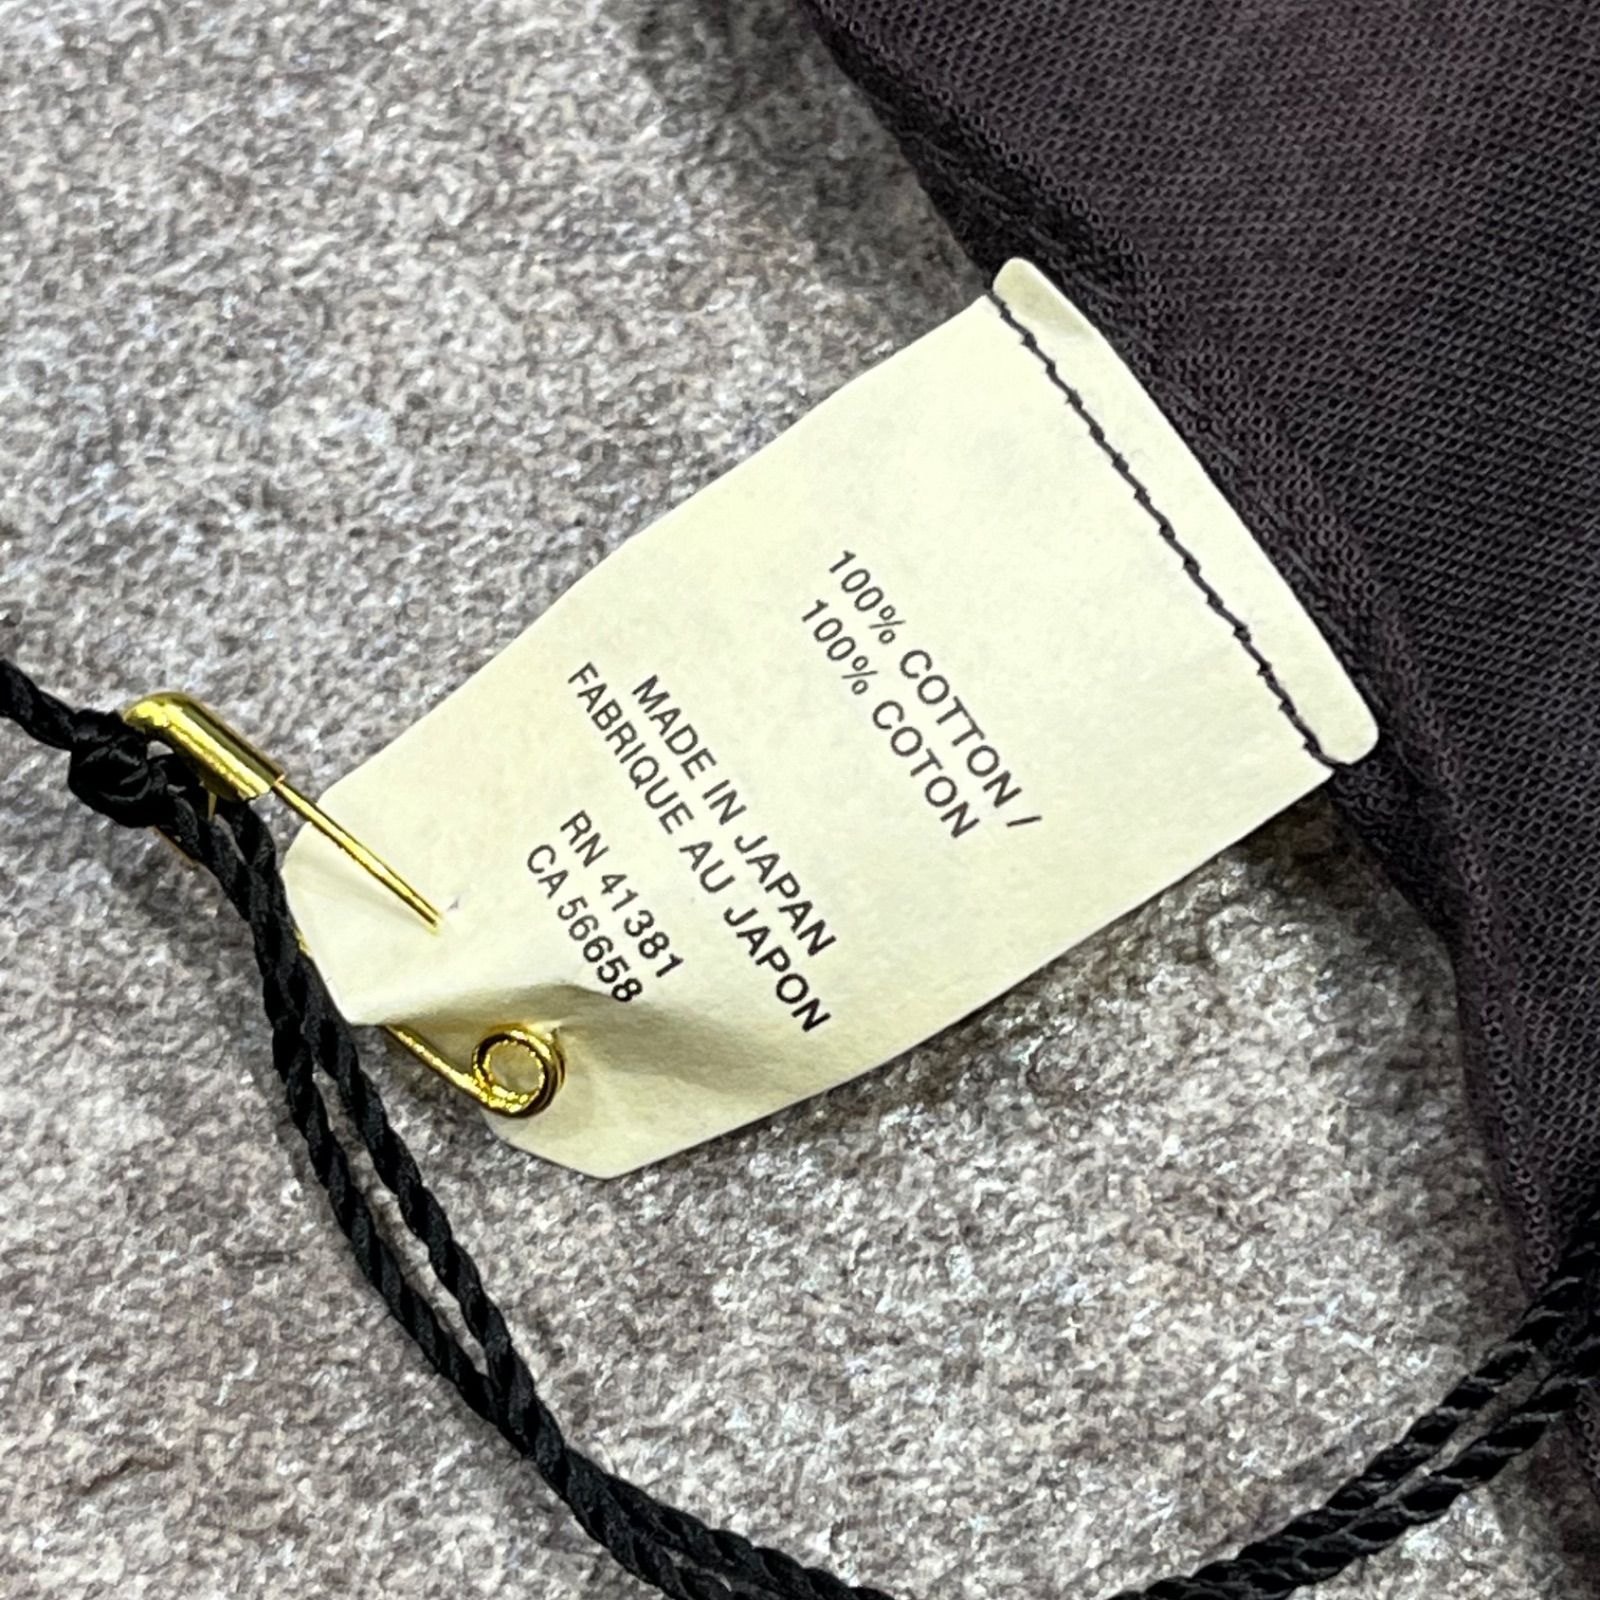 100% COTTON /
100% COTON
MADE IN JAPAN
FABRIQUE AU JAPON
RN 41381
CA 56658